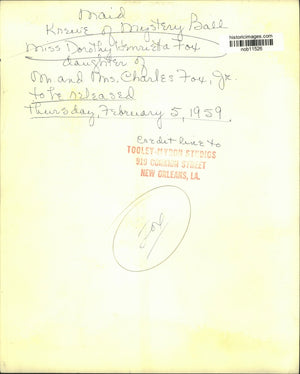 Maid
Krewe of Mystery Ball
Miss Dorothy Henrietta Fox
daughter of
Mr. and Mrs. Charles Fox, Jr.
to be released
Thursday, February 5, 1959.
historicimages.com
nob11526
credit line to
TOOLEY-MYRON STUDIOS
919 COMMON STREET
NEW ORLEANS, LA.